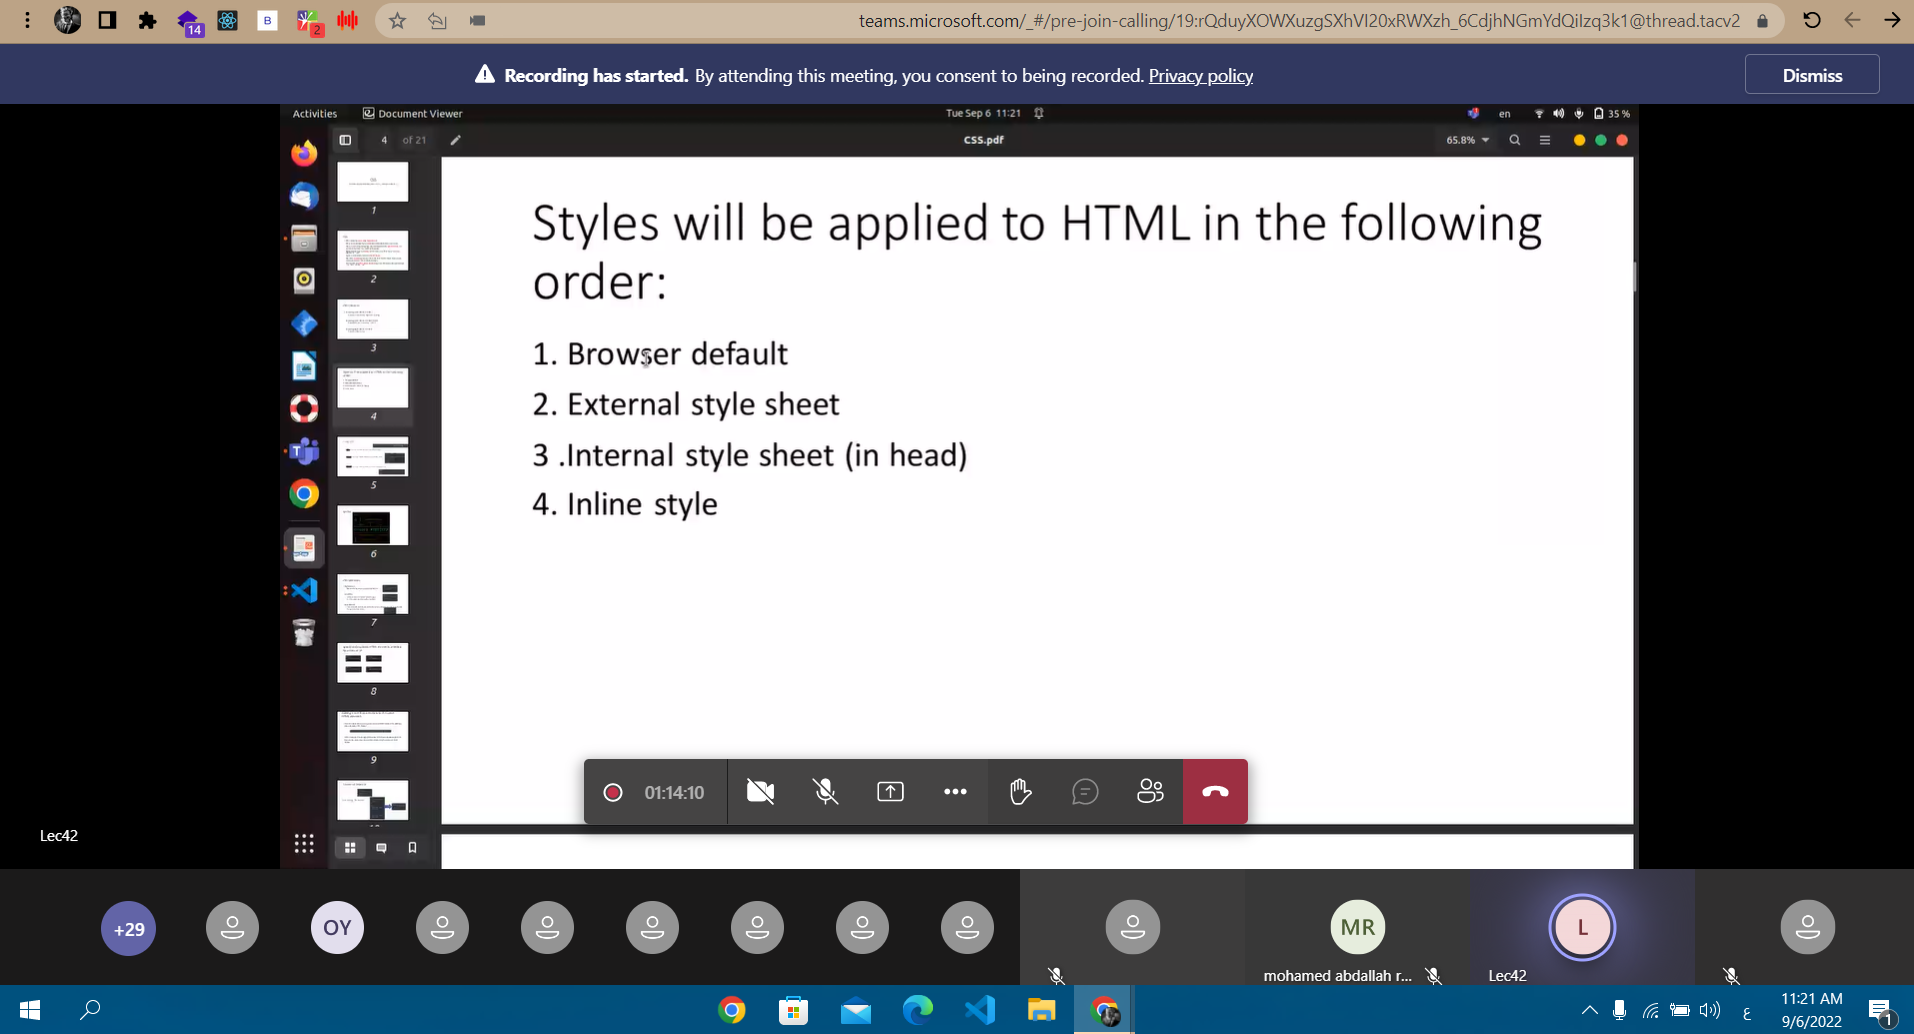 14
B
2
teams.microsoft.com/_#/pre-join-calling/19:rQduyXOWXuzgSXhVI20xRWXzh_6CdjhNGmYdQiIzq3k1@thread.tacv2
Recording has started. By attending this meeting, you consent to being recorded. Privacy policy
Dismiss
Activities
Document Viewer
Tue Sep 6 11:21
en
35 %
4 of 21
CSS.pdf
65.8%
1
2
3
4
5
6
7
8
9
Styles will be applied to HTML in the following
order:
1. Browser default
2. External style sheet
3 .Internal style sheet (in head)
4. Inline style
01:14:10
Lec42
+29
OY
MR
mohamed abdallah r...
L
Lec42
ع
11:21 AM
9/6/2022
1